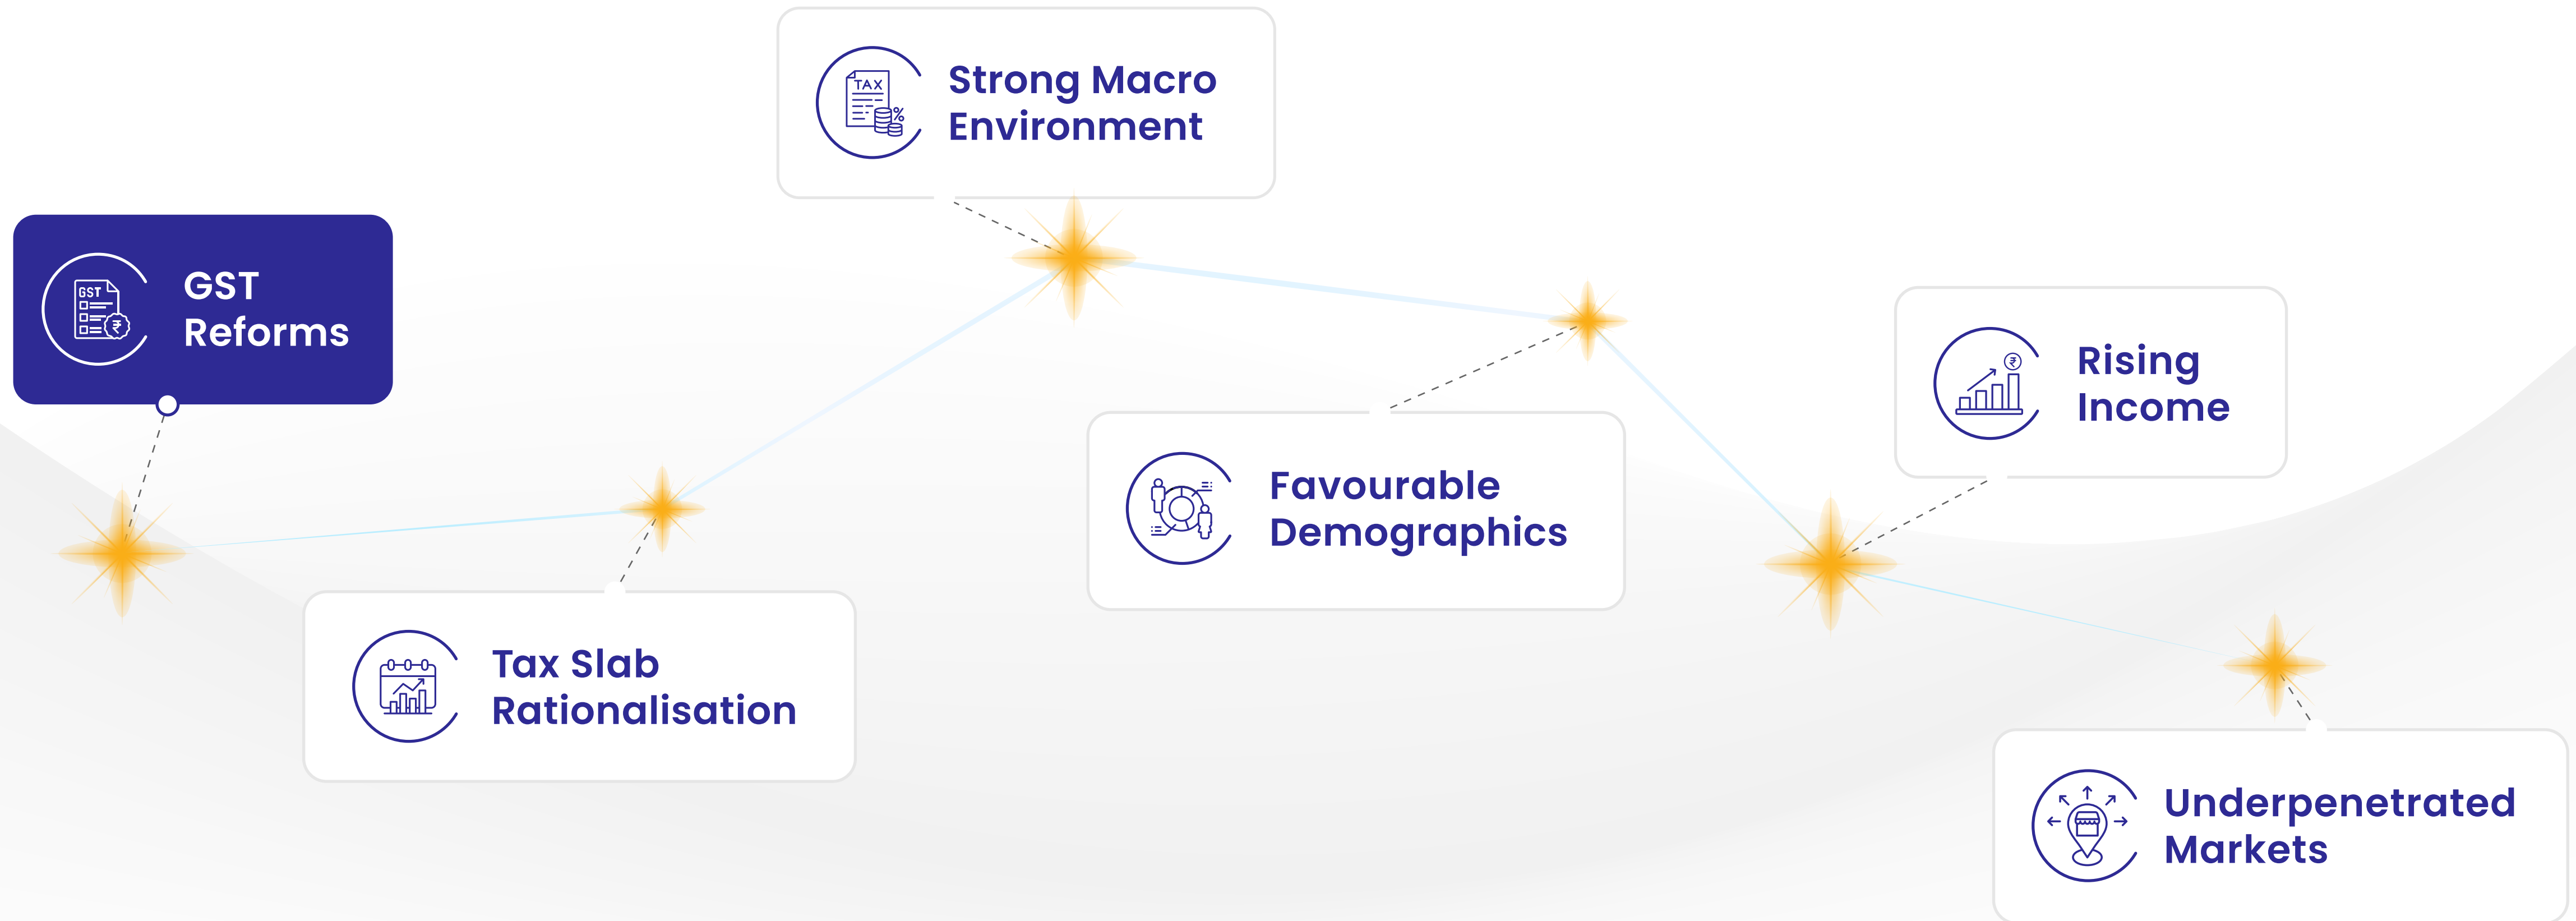 GST
Reforms
GST
₹
Tax Slab
Rationalisation
Strong Macro
Environment
TAX
%
Favourable
Demographics
Rising
Income
₹
Underpenetrated
Markets